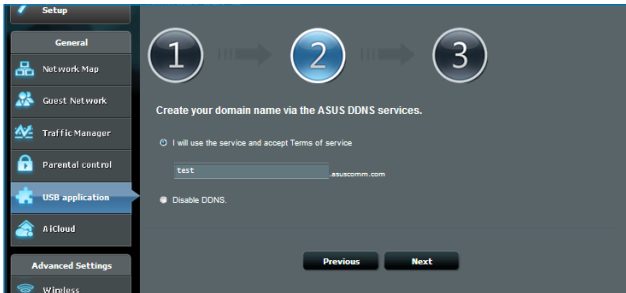 Setup
General
Network Map
Guest Network
Traffic Manager
Parental control
USB application
AiCloud
Advanced Settings
Wireless
1
2
3
Create your domain name via the ASUS DDNS services.
I will use the service and accept Terms of service
test .asuscomm.com
Disable DDNS.
Previous Next